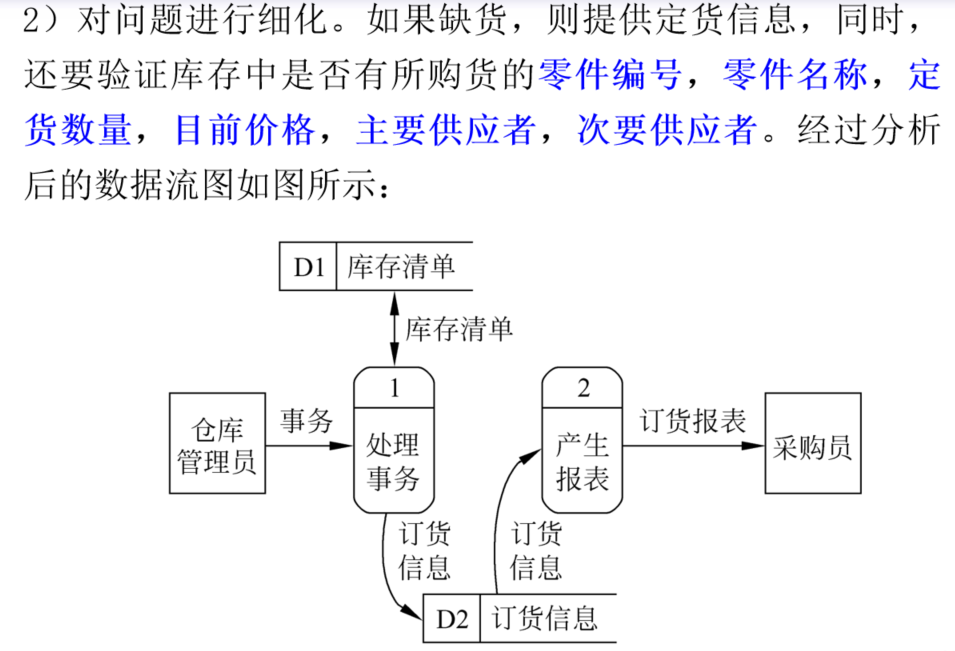 2）对问题进行细化。如果缺货，则提供定货信息，同时，
还要验证库存中是否有所购货的零件编号，零件名称，定
货数量，目前价格，主要供应者，次要供应者。经过分析
后的数据流图如图所示：
D1 库存清单
库存清单
1
2
仓库
管理员
事务
处理
事务
产生
报表
订货报表
采购员
订货
信息
订货
信息
D2 订货信息